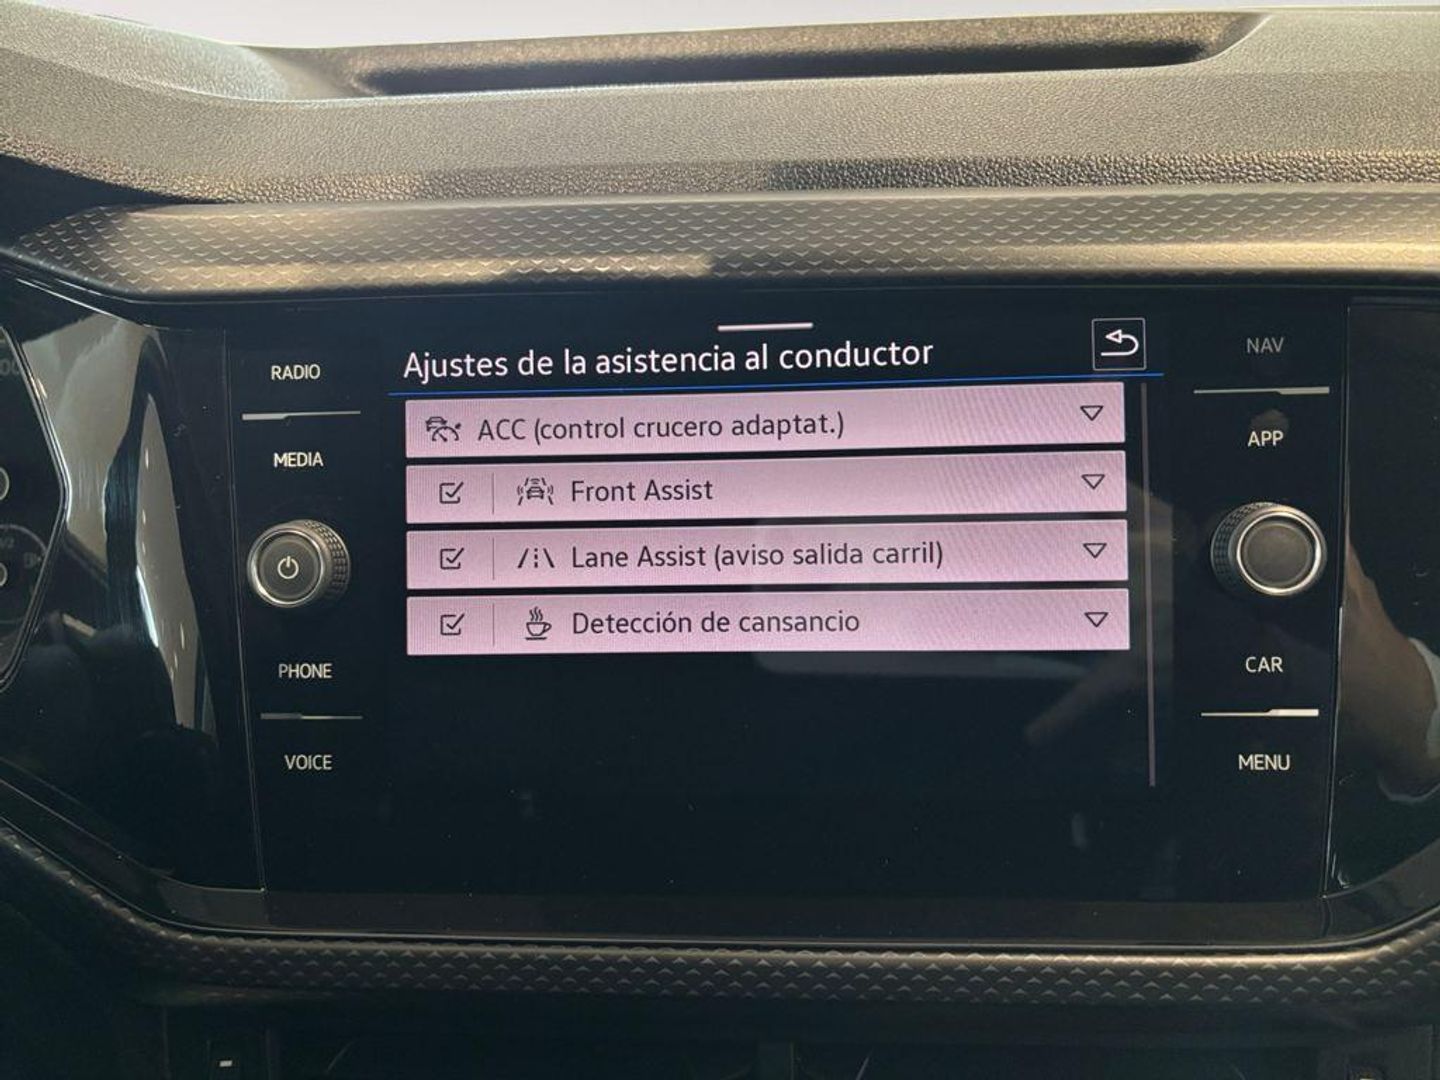 RADIO
MEDIA
PHONE
VOICE
Ajustes de la asistencia al conductor
ACC (control crucero adaptat.)
Front Assist
Lane Assist (aviso salida carril)
Detección de cansancio
NAV
APP
CAR
MENU